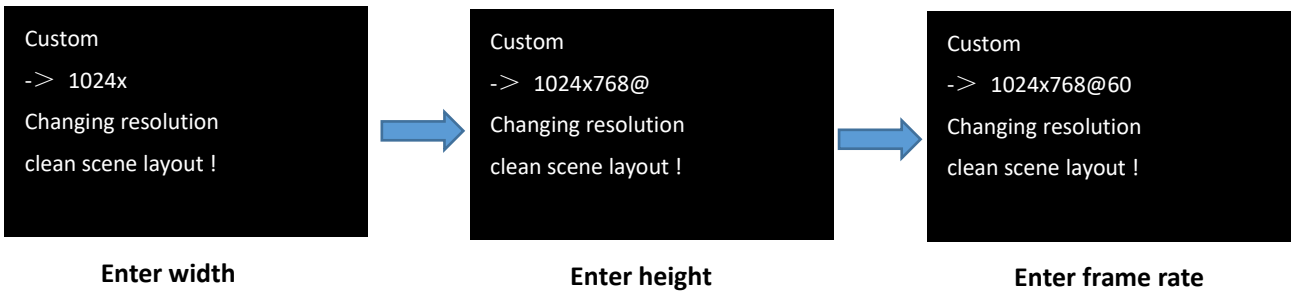 Custom
-＞ 1024x
Changing resolution
clean scene layout !
Enter width
Custom
-＞ 1024x768@
Changing resolution
clean scene layout !
Enter height
Custom
-＞ 1024x768@60
Changing resolution
clean scene layout !
Enter frame rate